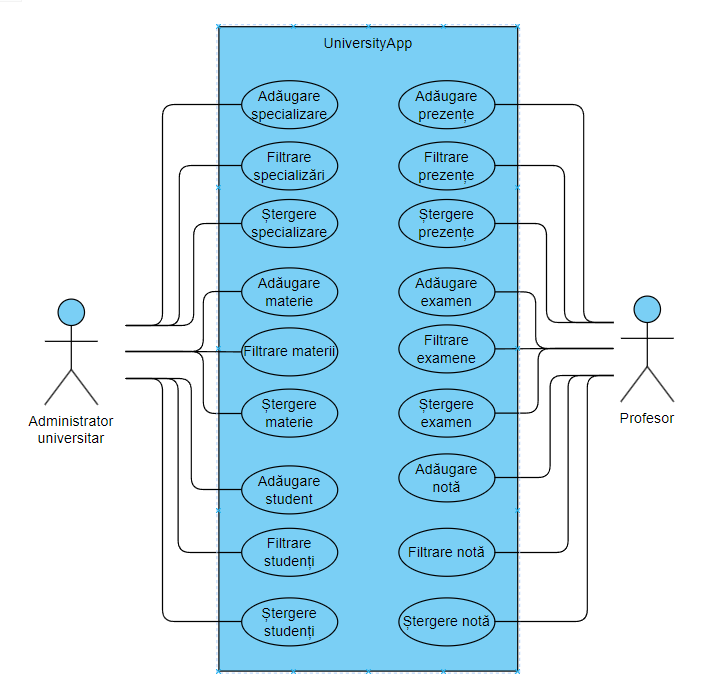 UniversityApp
Adăugare
specializare
Filtrare
specializări
Ștergere
specializare
Adăugare
materie
Filtrare materii
Ștergere
materie
Adăugare
student
Filtrare
studenți
Ștergere
studenți
Adăugare
prezențe
Filtrare
prezențe
Ștergere
prezențe
Adăugare
examen
Filtrare
examene
Ștergere
examen
Adăugare
notă
Filtrare notă
Ștergere notă
Administrator
universitar
Profesor